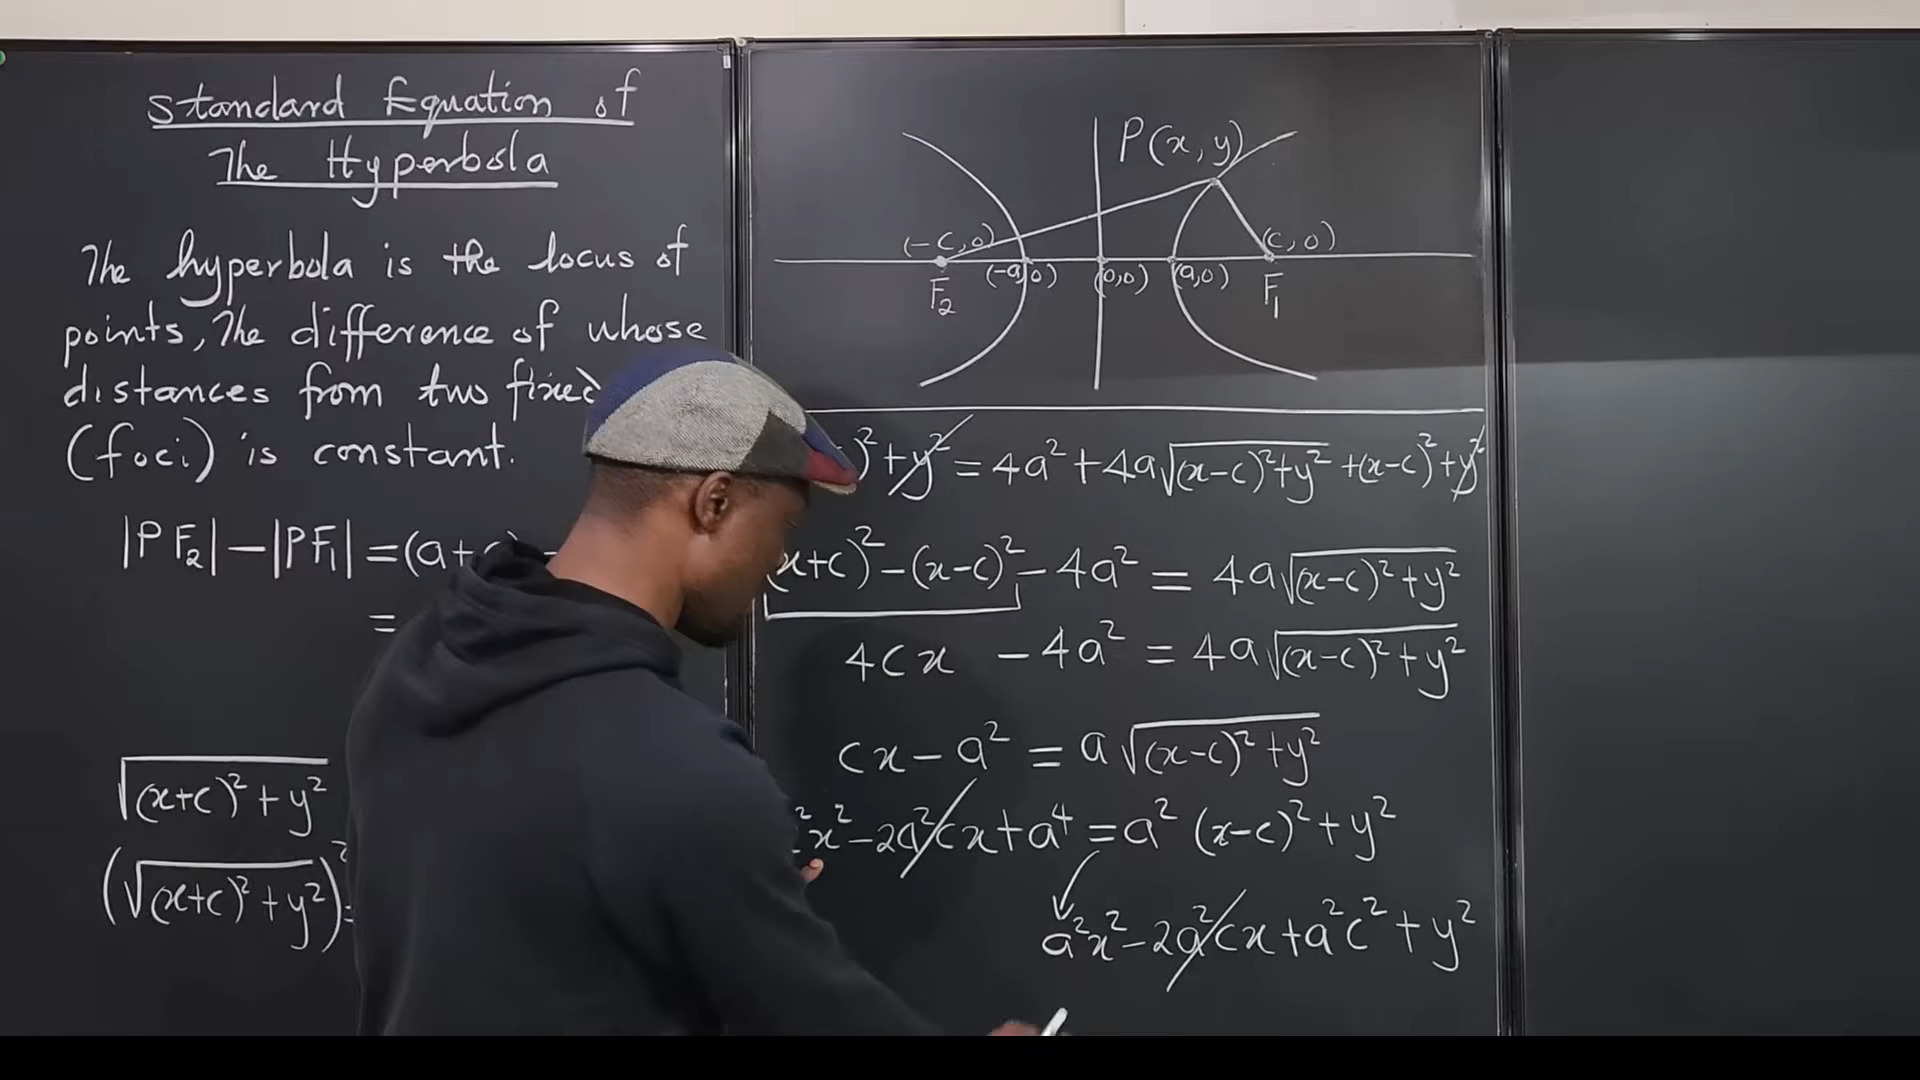 Standard Equation of
The Hyperbola
The hyperbola is the locus of
points, The difference of whose
distances from two fixed
(foci) is constant.
|PF₂| − |PF₁| = (a+c) −
=
√(x+c)² + y²
(√(x+c)² + y²)² =
P(x, y)
(−c, 0)
(c, 0)
(−a, 0)
(0,0)
(a,0)
F₂
F₁
)² + y² = 4a² + 4a√(x−c)² + y² + (x−c)² + y²
(x+c)² − (x−c)² − 4a² = 4a√(x−c)² + y²
4cx − 4a² = 4a√(x−c)² + y²
cx − a² = a√(x−c)² + y²
²x² − 2a²cx + a⁴ = a² (x−c)² + y²
a²x² − 2a²cx + a²c² + y²